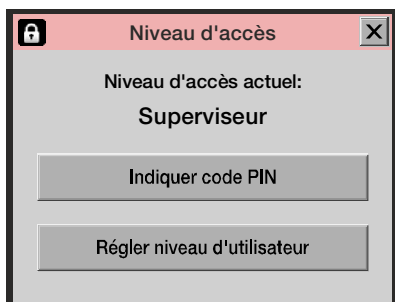 Niveau d'accès
Niveau d'accès actuel:
Superviseur
Indiquer code PIN
Régler niveau d'utilisateur